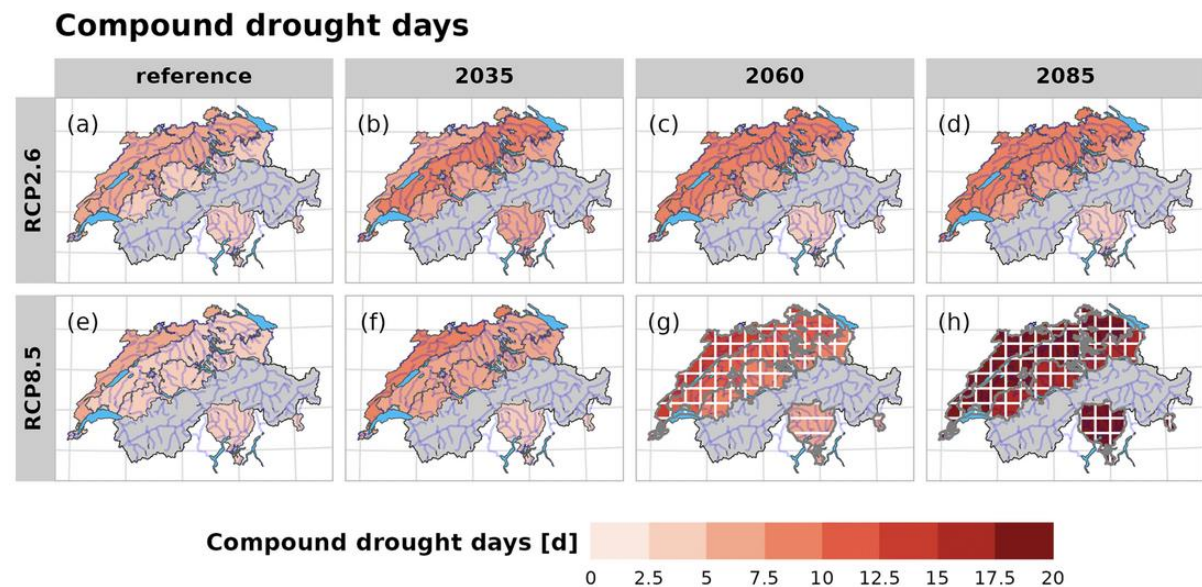 Compound drought days
reference 2035 2060 2085
RCP2.6
(a) (b) (c) (d)
RCP8.5
(e) (f) (g) (h)
Compound drought days [d]
0 2.5 5 7.5 10 12.5 15 17.5 20